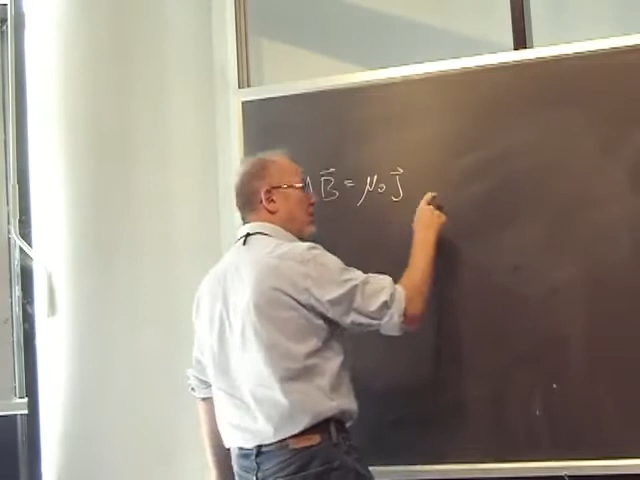 ∧ B⃗ = μ₀ J⃗